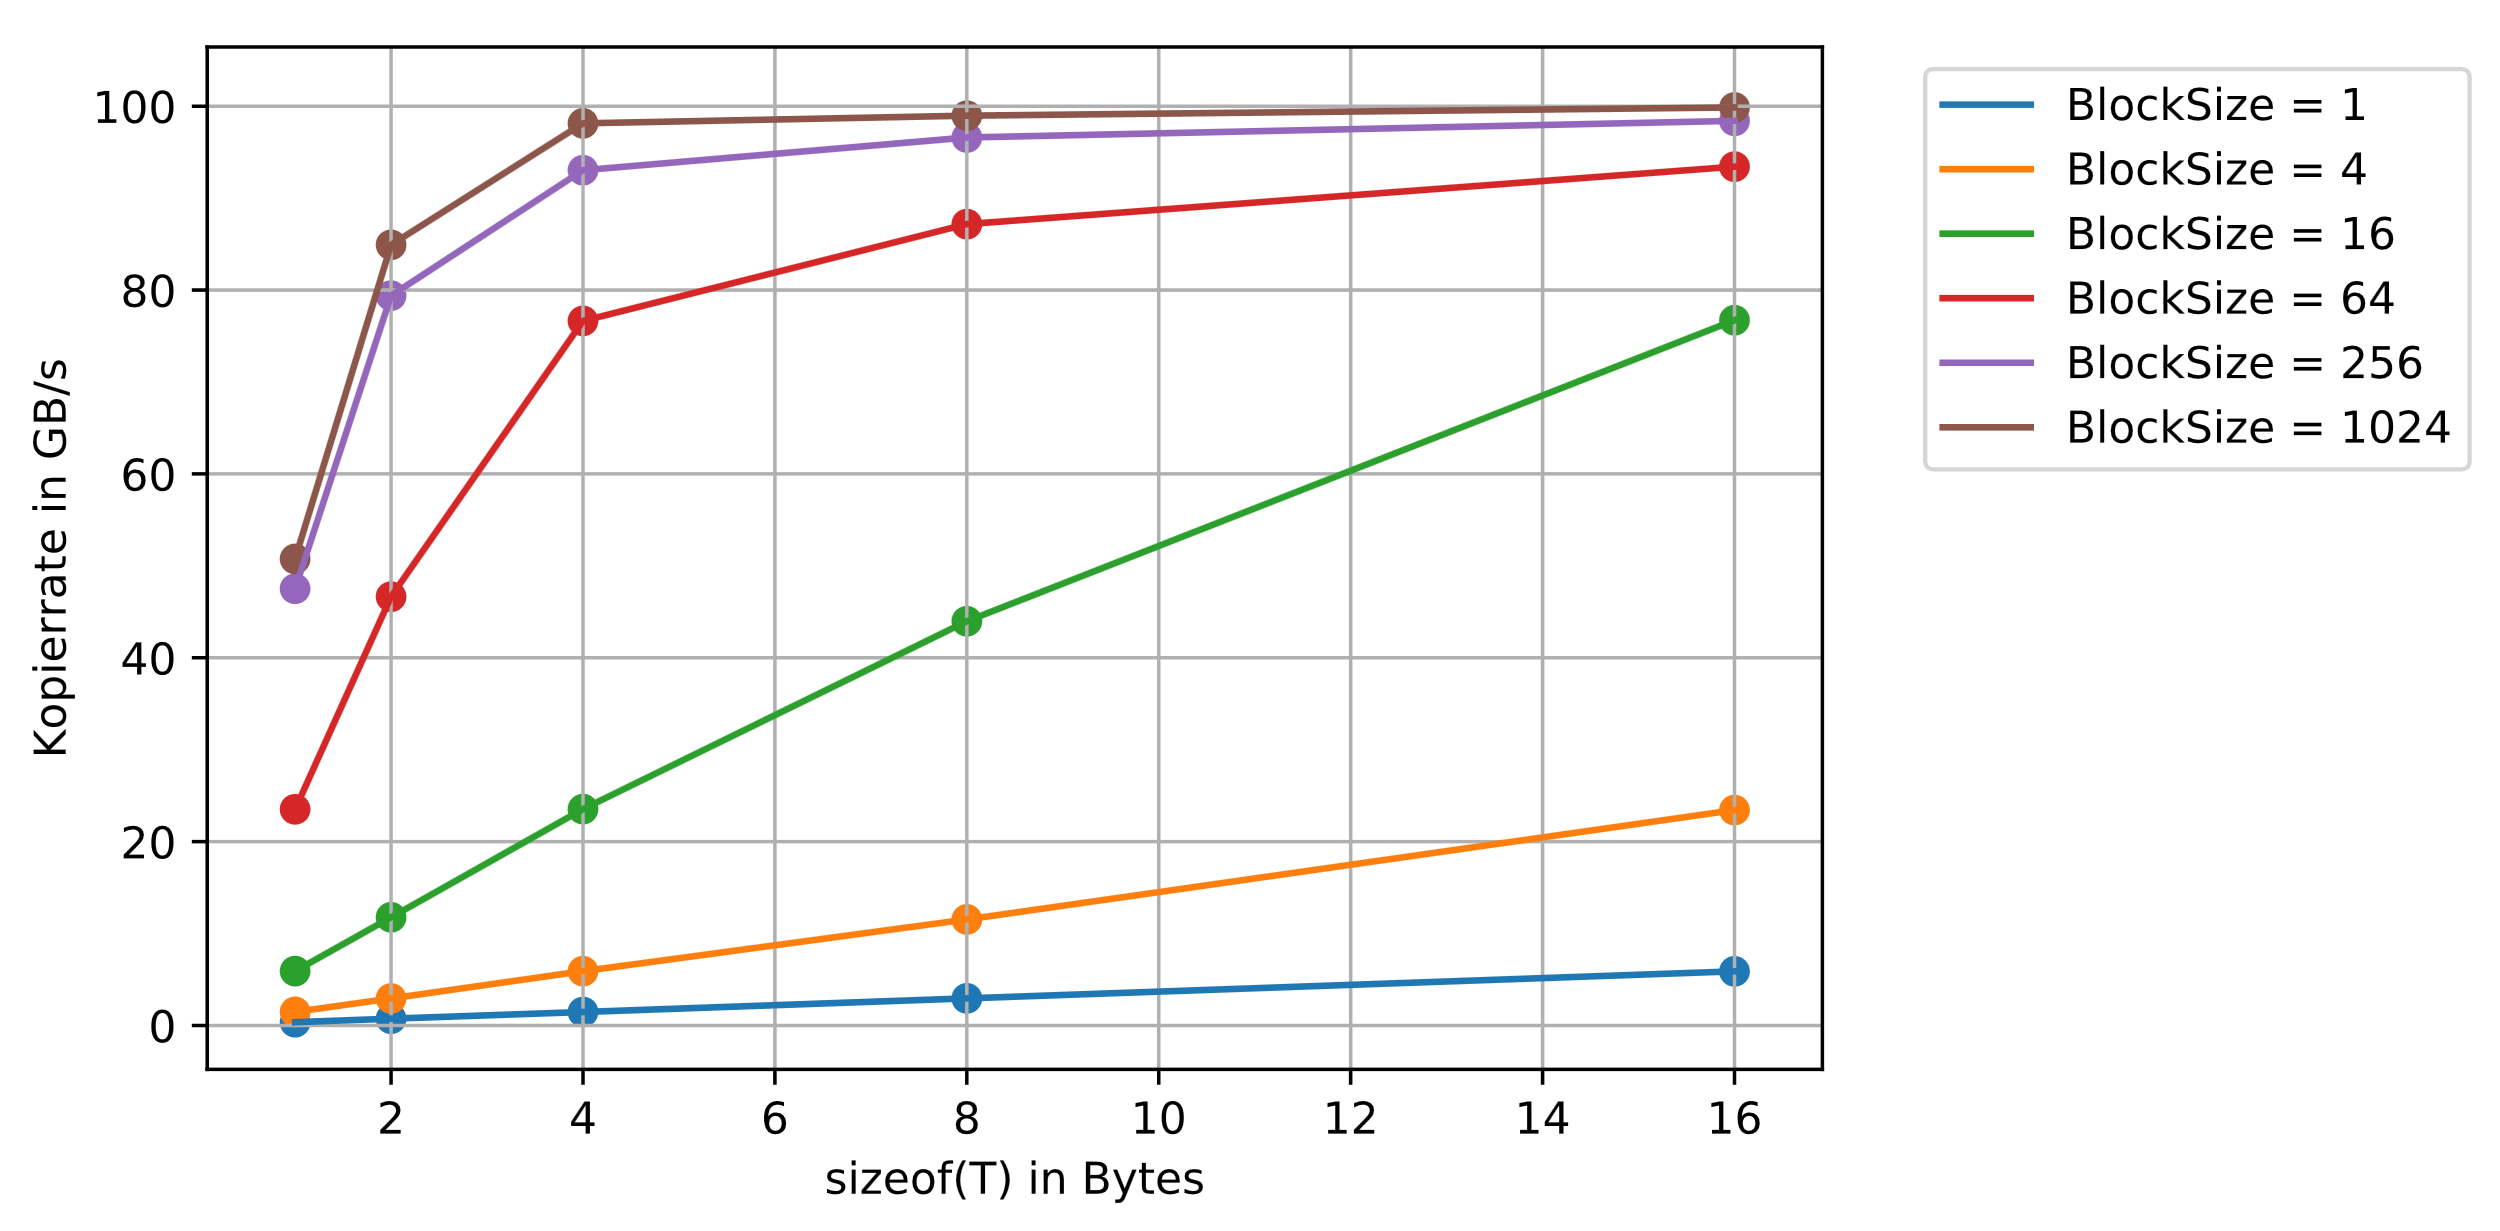 100
80
60
40
20
0
Kopierrate in GB/s
2 4 6 8 10 12 14 16
sizeof(T) in Bytes
BlockSize = 1
BlockSize = 4
BlockSize = 16
BlockSize = 64
BlockSize = 256
BlockSize = 1024